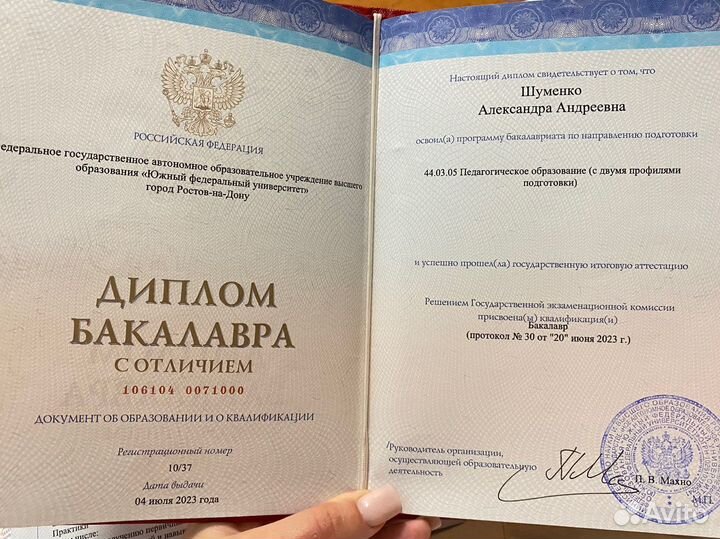 РОССИЙСКАЯ ФЕДЕРАЦИЯ
федеральное государственное автономное образовательное учреждение высшего
образования «Южный федеральный университет»
город Ростов-на-Дону
ДИПЛОМ
БАКАЛАВРА
С ОТЛИЧИЕМ
106104 0071000
ДОКУМЕНТ ОБ ОБРАЗОВАНИИ И О КВАЛИФИКАЦИИ
Регистрационный номер
10/37
Дата выдачи
04 июля 2023 года
Практики
числе:
Настоящий диплом свидетельствует о том, что
Шуменко
Александра Андреевна
освоил(а) программу бакалавриата по направлению подготовки
44.03.05 Педагогическое образование (с двумя профилями
подготовки)
и успешно прошел(ла) государственную итоговую аттестацию
Решением Государственной экзаменационной комиссии
присвоена(ы) квалификация(и)
Бакалавр
(протокол № 30 от "20" июня 2023 г.)
Руководитель организации,
осуществляющей образовательную
деятельность
П. В. Махно
М.П.
Avito